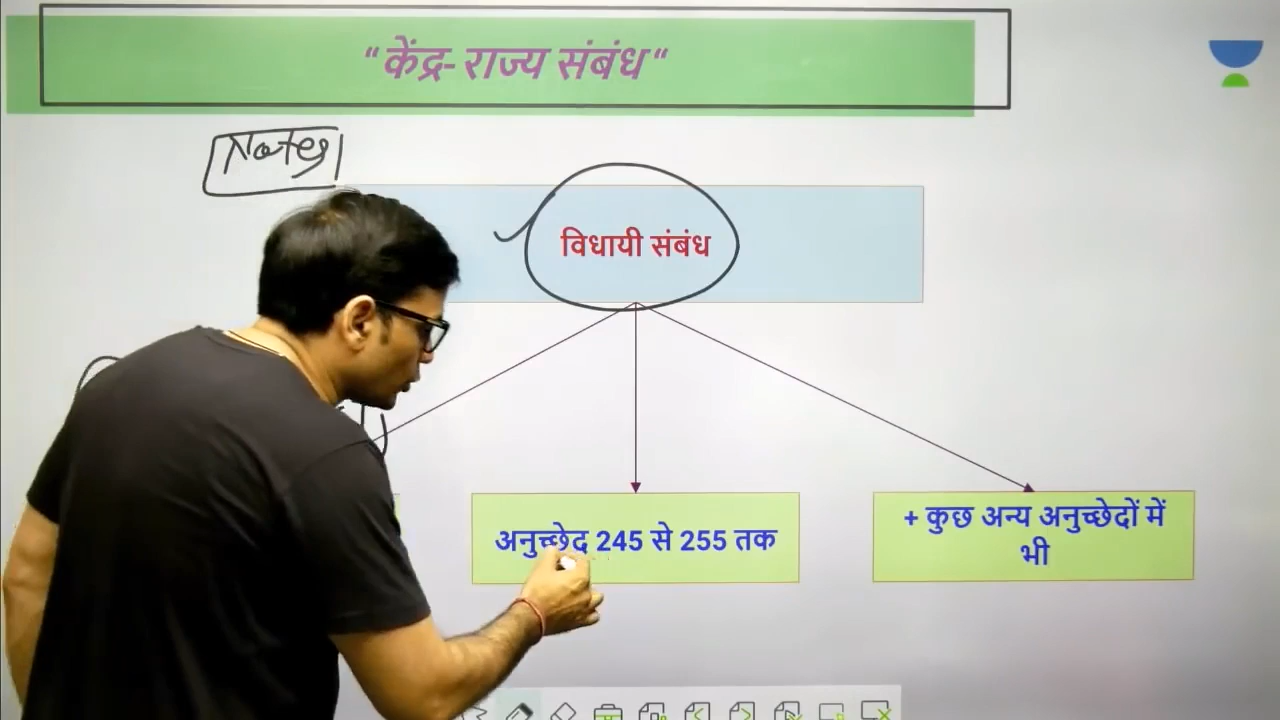 “केंद्र- राज्य संबंध“
Notes
विधायी संबंध
अनुच्छेद 245 से 255 तक
+ कुछ अन्य अनुच्छेदों में
भी